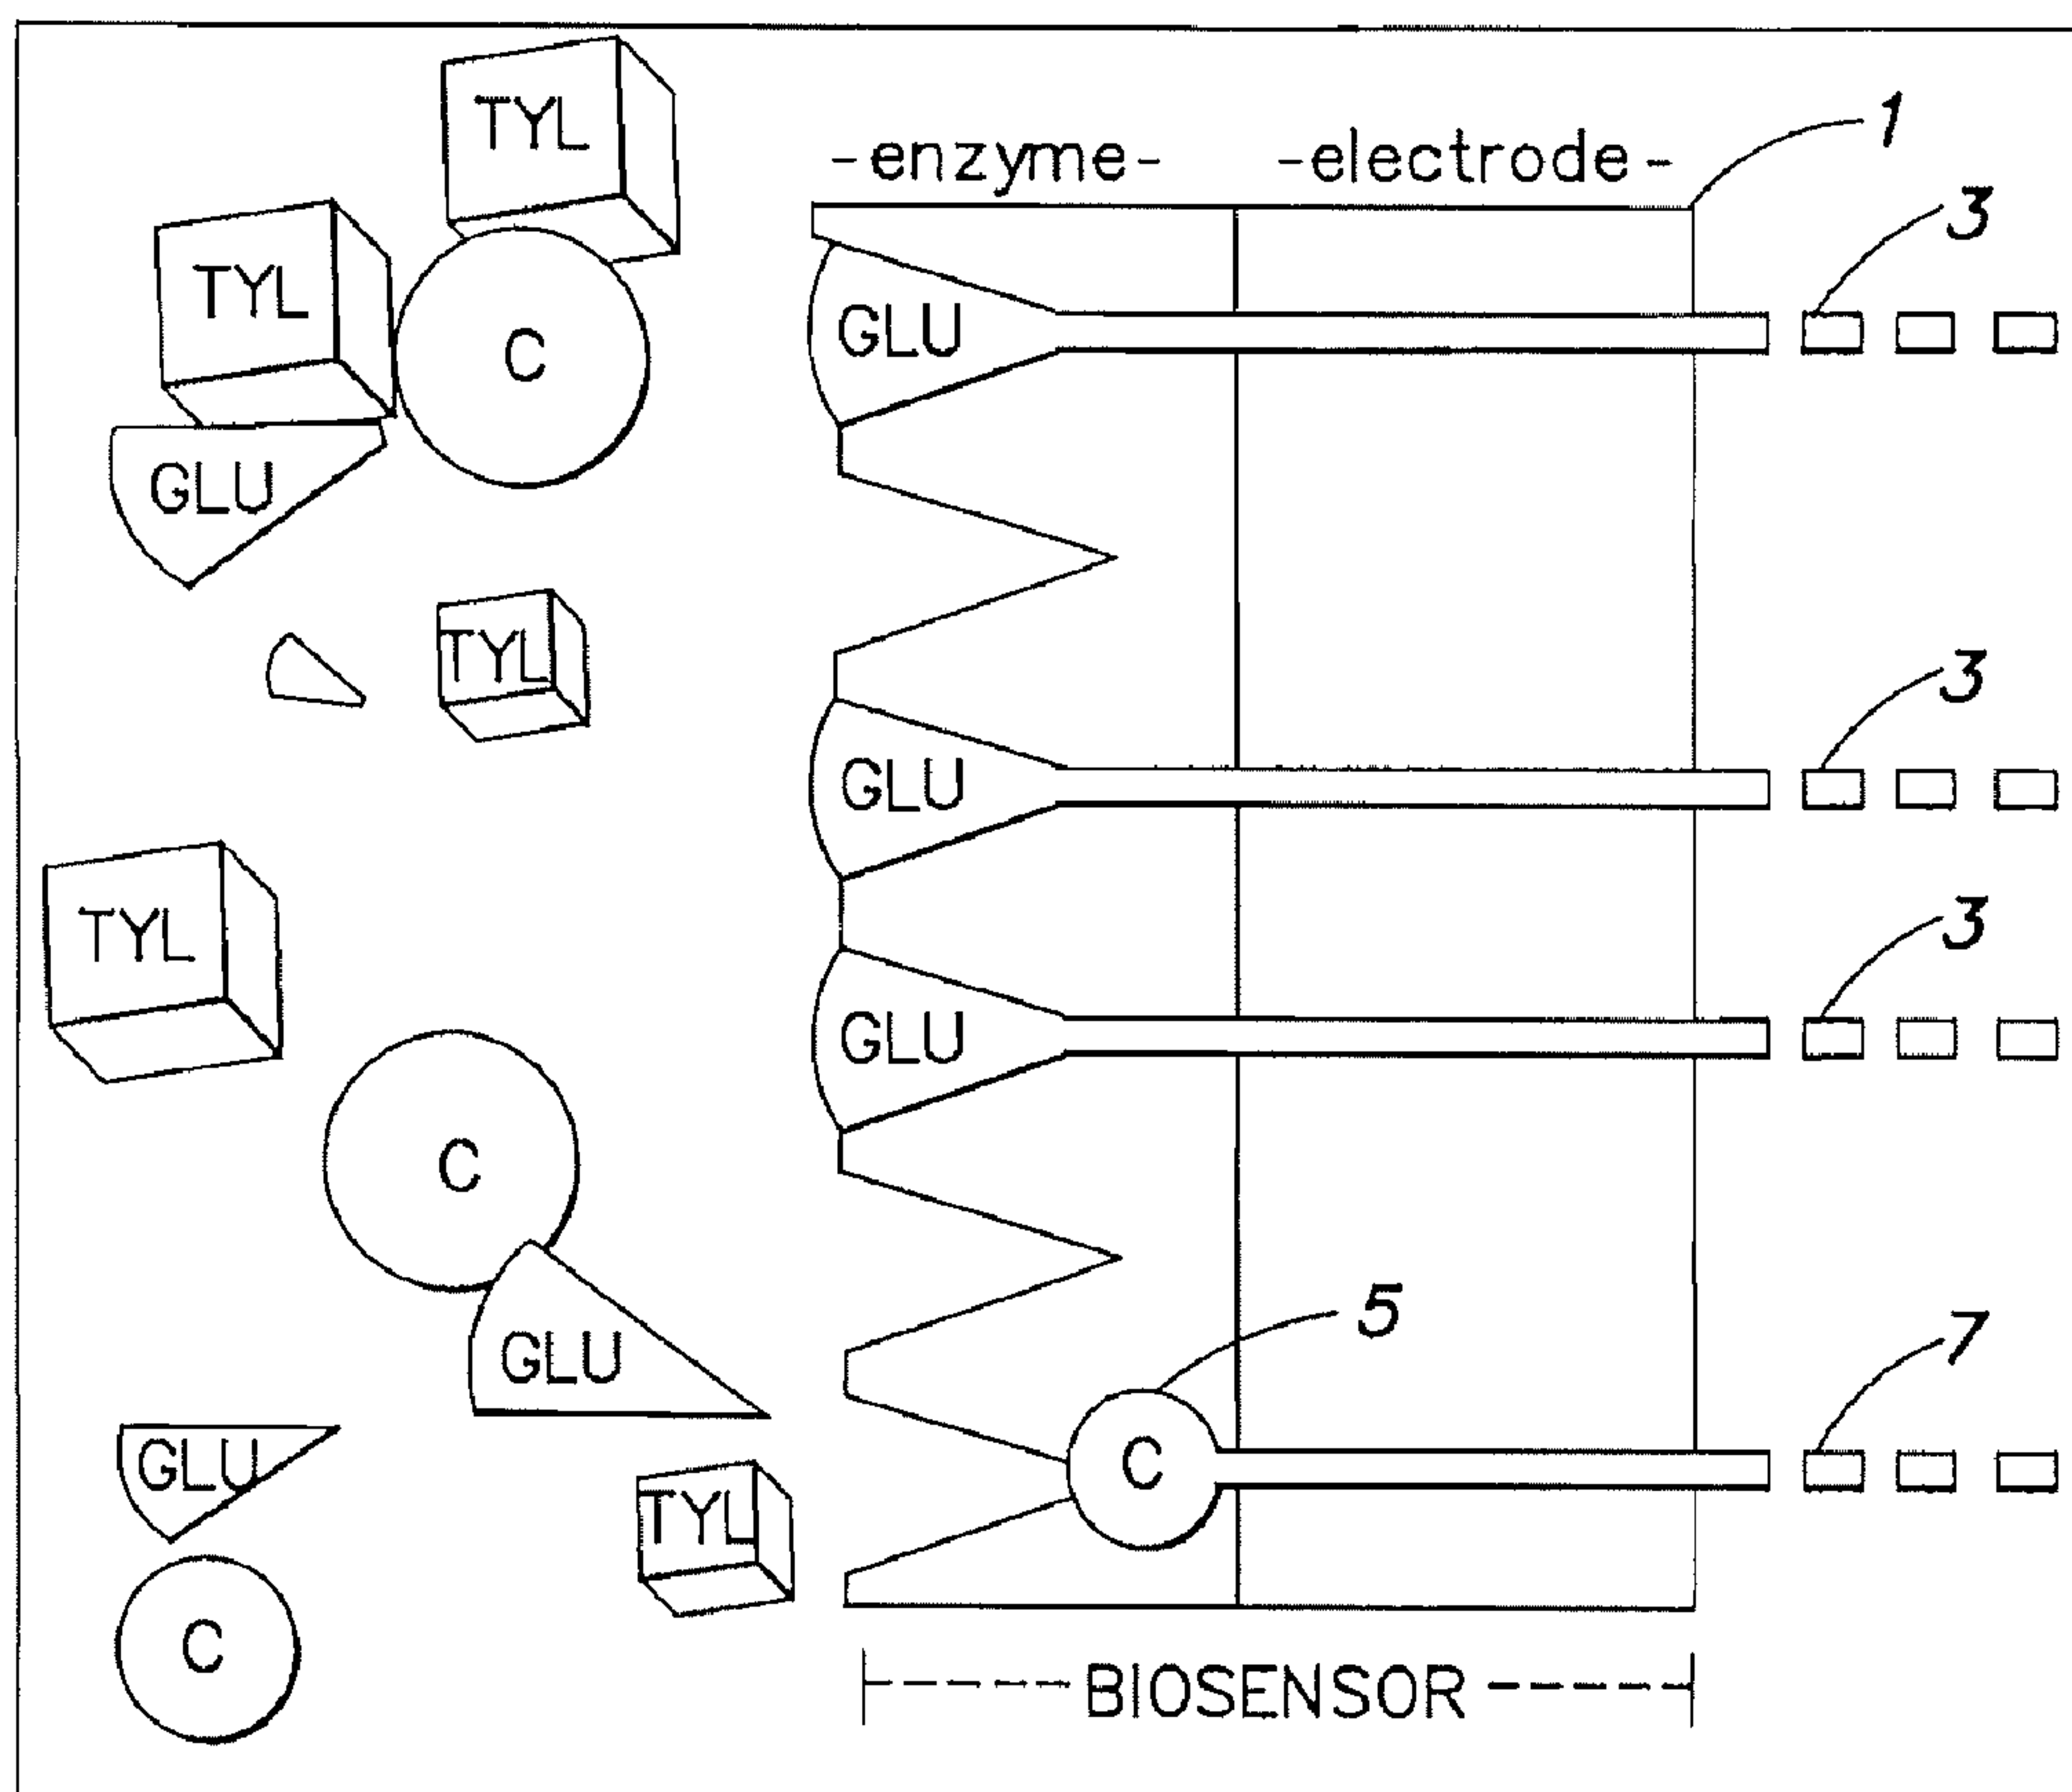 TYL
-enzyme-
-electrode-
1
3
TYL
C
GLU
GLU
TYL
3
GLU
TYL
3
GLU
C
5
GLU
7
GLU
C
TYL
C
BIOSENSOR